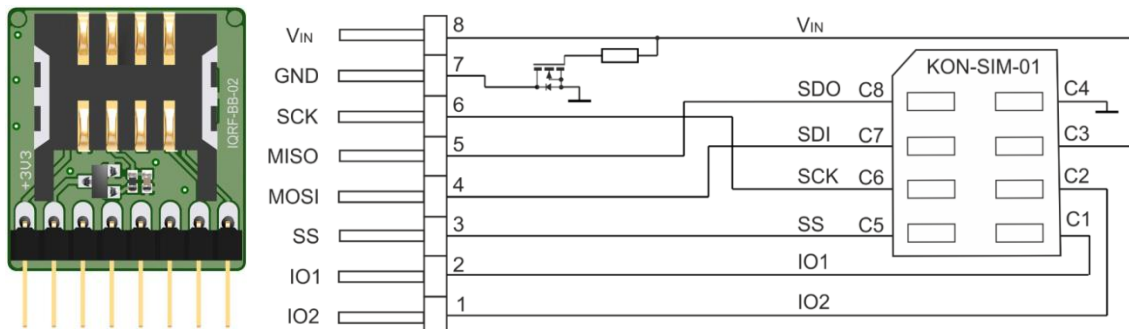 +3V3
IQRF-BB-02
VIN 8 VIN
GND 7
SCK 6
MISO 5
MOSI 4
SS 3
IO1 2
IO2 1
KON-SIM-01
SDO C8 C4
SDI C7 C3
SCK C6 C2
SS C5 C1
IO1
IO2